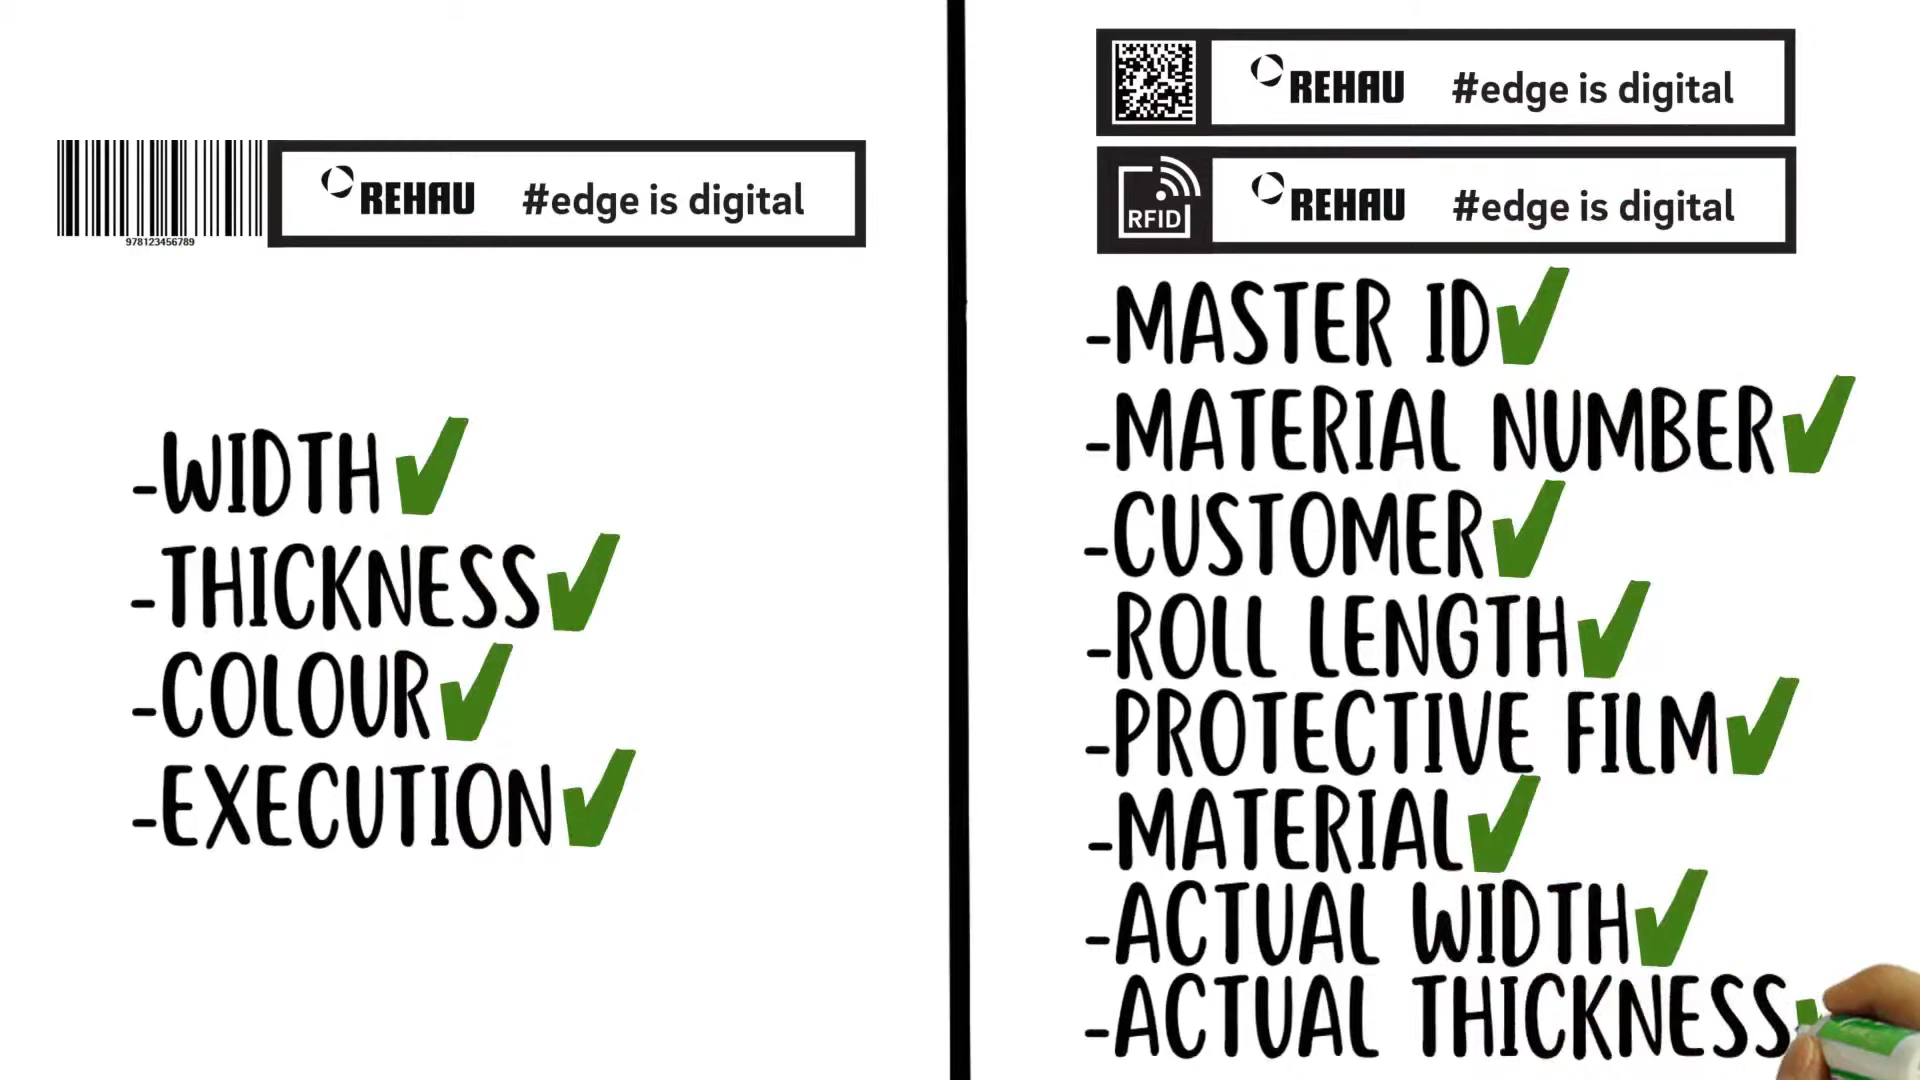 978123456789
REHAU #edge is digital
-WIDTH
-THICKNESS
-COLOUR
-EXECUTION
REHAU #edge is digital
RFID REHAU #edge is digital
-MASTER ID
-MATERIAL NUMBER
-CUSTOMER
-ROLL LENGTH
-PROTECTIVE FILM
-MATERIAL
-ACTUAL WIDTH
-ACTUAL THICKNESS